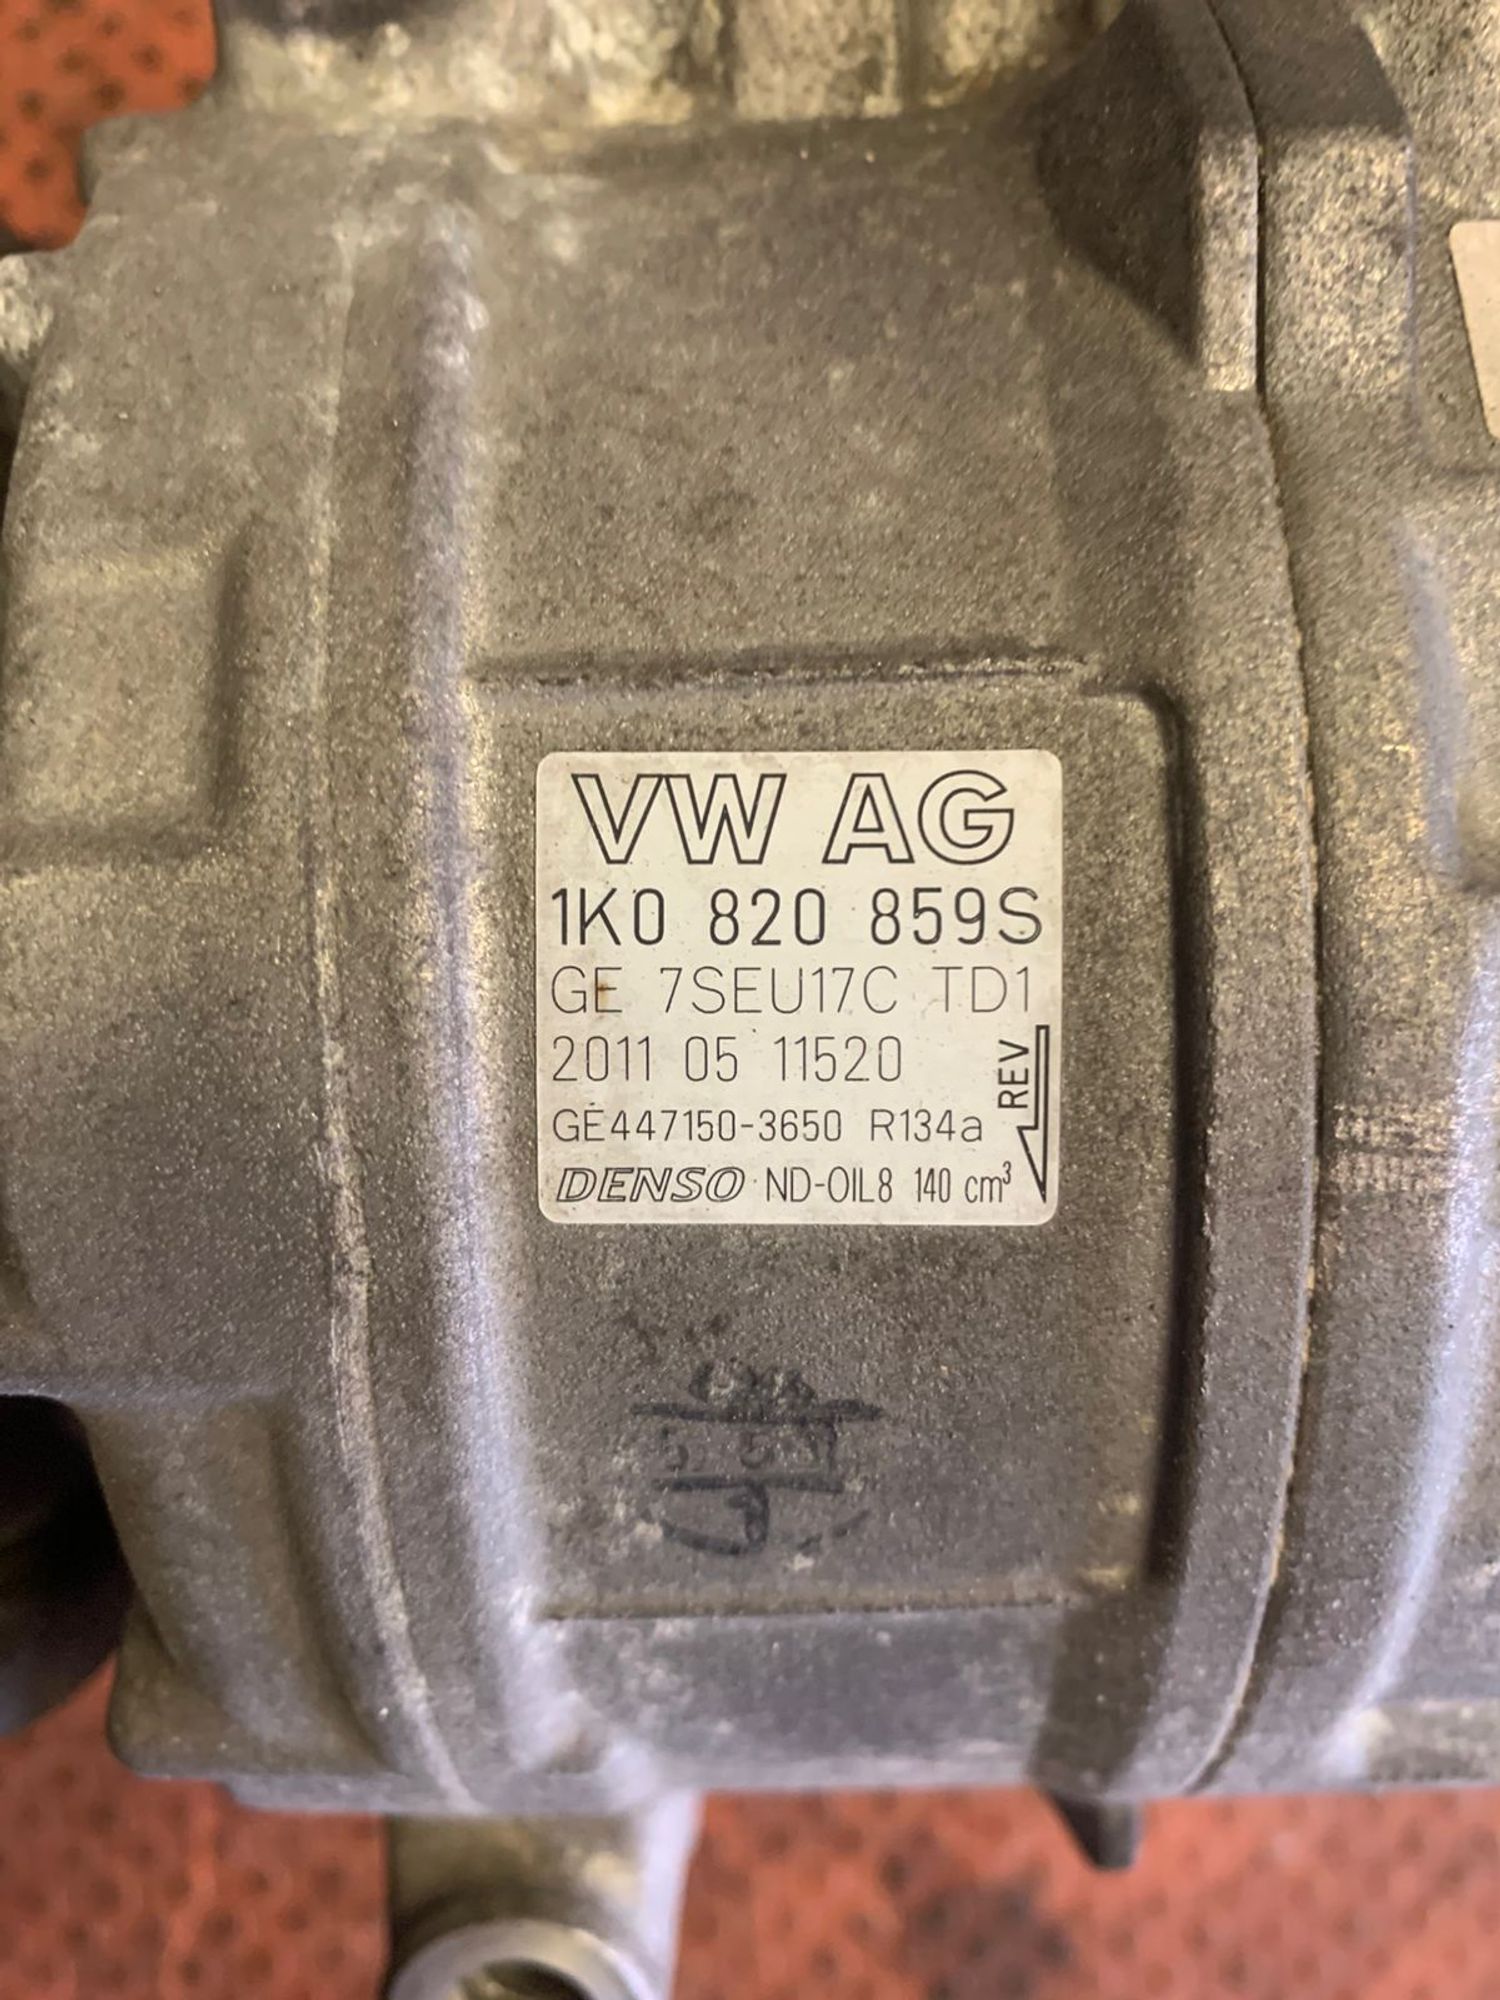 VW AG
1K0 820 859S
GE 7SEU17C TD1
2011 05 11520
REV
GE447150-3650 R134a
DENSO ND-OIL8 140 cm³